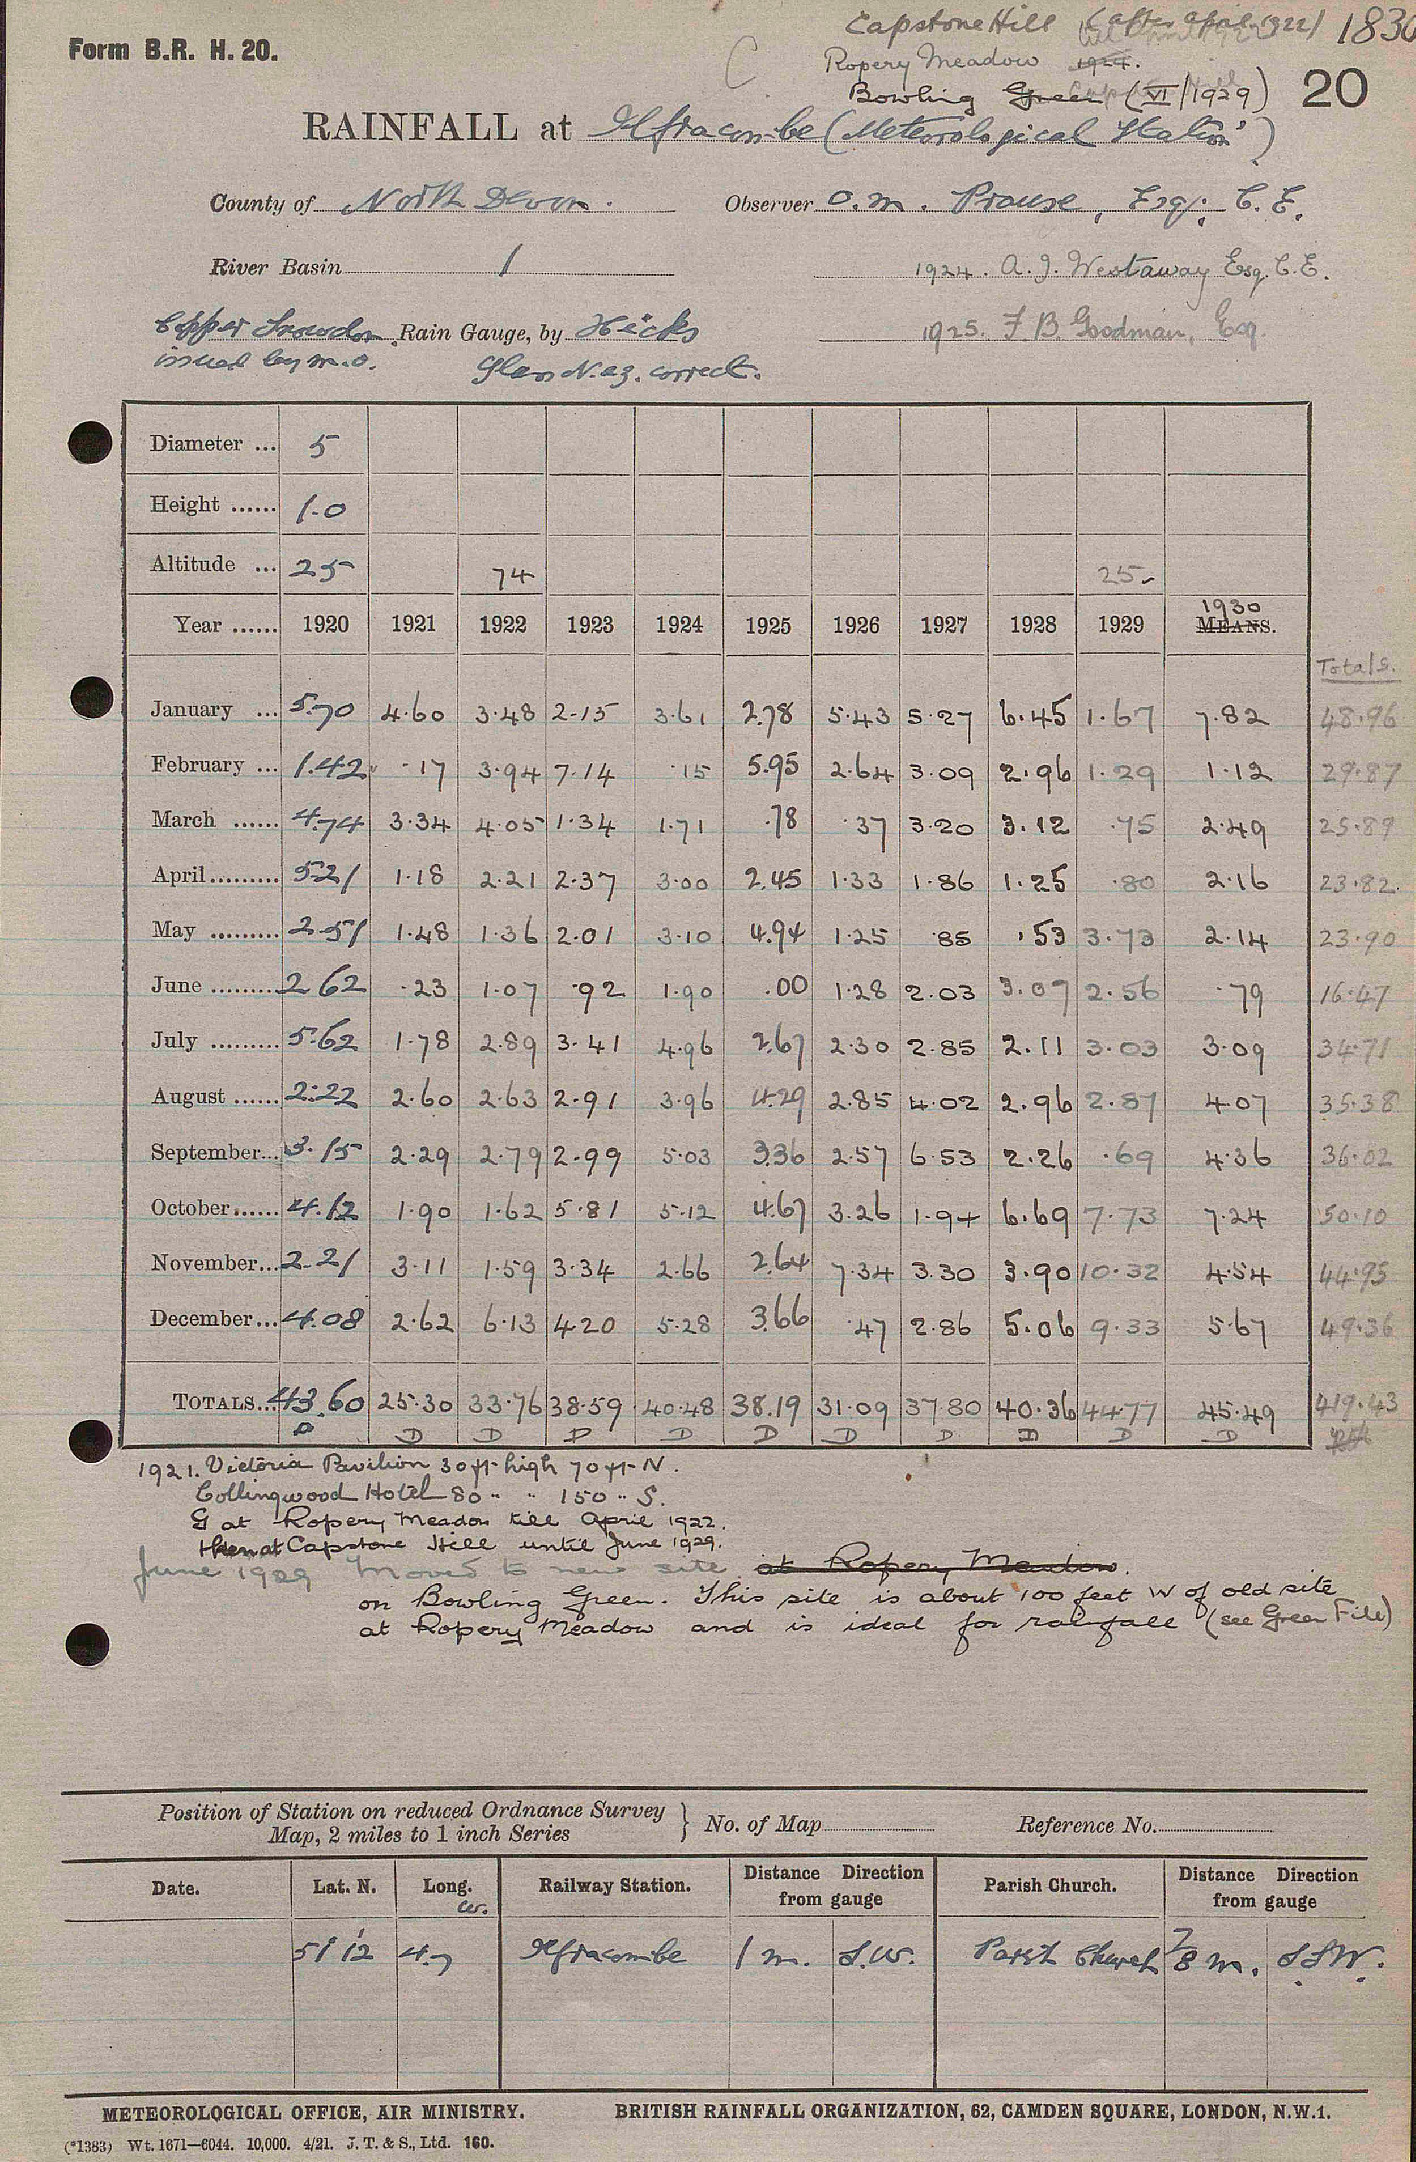 Form B.R. H. 20.
Capstone Hill (after April 1922) 1830
Ropery Meadow 1924.
Bowling Green (VI/1929) 20
RAINFALL at Ilfracombe (Meteorological Station)
County of North Devon. Observer O. M. Prouse, Esq; C.E.
River Basin 1 1924. A. J. Westaway Esq. C.E.
Copper Snowdon. Rain Gauge, by Hicks 1925. F B. Goodman, Esq.
issued by M.O. Glass N.a3. correct.
Diameter ... 5
Height ...... 1.0
Altitude ... 25 74 25
Year ...... 1920 1921 1922 1923 1924 1925 1926 1927 1928 1929 1930 MEANS.
Totals.
January ... 5.70 4.60 3.48 2.15 3.61 2.78 5.43 5.27 6.45 1.67 7.82 48.96
February ... 1.42 .17 3.94 7.14 .15 5.95 2.64 3.09 2.96 1.29 1.12 29.87
March ...... 4.74 3.34 4.05 1.34 1.71 .78 .37 3.20 3.12 .75 2.49 25.89
April......... 5.21 1.18 2.21 2.37 3.00 2.45 1.33 1.86 1.25 .80 2.16 23.82.
May ......... 2.51 1.48 1.36 2.01 3.10 4.94 1.25 .85 .53 3.73 2.14 23.90
June ......... 2 62 .23 1.07 .92 1.90 .00 1.28 2.03 3.07 2.56 .79 16.47
July ......... 5.62 1.78 2.89 3.41 4.96 2.67 2.30 2.85 2.11 3.03 3.09 34.71
August ...... 2.22 2.60 2.63 2.91 3.96 4.29 2.85 4.02 2.96 2.87 4.07 35.38
September... 3.15 2.29 2.79 2.99 5.03 3.36 2.57 6.53 2.26 .69 4.36 36.02
October...... 4.12 1.90 1.62 5.81 5.12 4.67 3.26 1.94 6.69 7.73 7.24 50.10
November... 2.21 3.11 1.59 3.34 2.66 2.64 7.34 3.30 3.90 10.32 4.54 44.95
December... 4.08 2.62 6.13 4.20 5.28 3.66 .47 2.86 5.06 9.33 5.67 49.36
TOTALS... 43.60 25.30 33.76 38.59 40.48 38.19 31.09 37.80 40.36 44.77 45.49 419.43
D D D D D D D D D D D
1921. Victoria Pavilion 30 ft. high 70 ft. N.
Collingwood Hotel 80 " " 150 " S.
G at Ropery Meadow till April 1922.
then at Capstone Hill until June 1929.
June 1929 moved to new site at Ropery Meadow.
on Bowling Green. This site is about 100 feet W of old site
at Ropery Meadow and is ideal for rainfall (see Green File)
Position of Station on reduced Ordnance Survey
Map, 2 miles to 1 inch Series } No. of Map Reference No.
Date. Lat. N. Long. W. Railway Station. Distance Direction from gauge Parish Church. Distance Direction from gauge
51° 12' 4.7 Ilfracombe 1 m. S.W. Parish Church 7/8 m. S.S.W.
METEOROLOGICAL OFFICE, AIR MINISTRY. BRITISH RAINFALL ORGANIZATION, 62, CAMDEN SQUARE, LONDON, N.W.1.
(*1383) Wt. 1671—6044. 10,000. 4/21. J. T. & S., Ltd. 160.